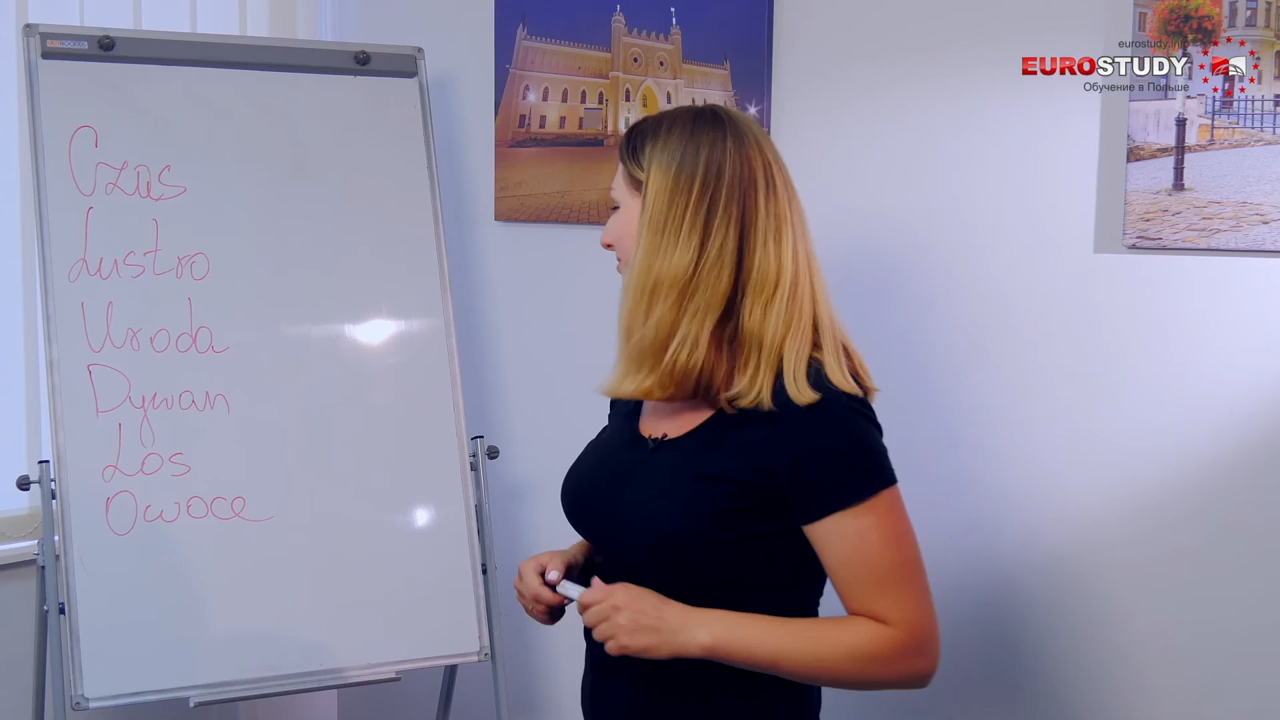 Czas
Lustro
Uroda
Dywan
Los
Owoce
eurostudy.info
EUROSTUDY
Обучение в Польше